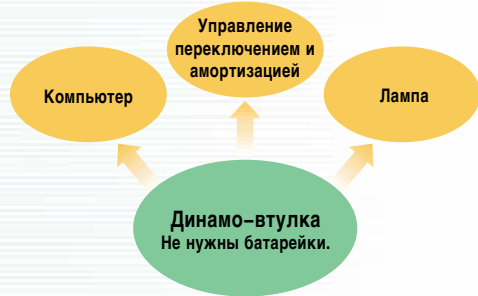 Управление
переключением и
амортизацией
Компьютер
Лампа
Динамо-втулка
Не нужны батарейки.